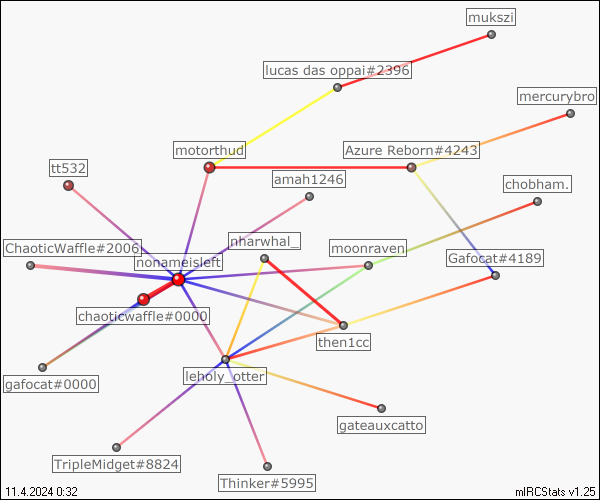 mukszi
lucas das oppai#2396
mercurybro
motorthud
Azure Reborn#4243
tt532
amah1246
chobham.
ChaoticWaffle#2006
nharwhal_
moonraven
nonameisleft
Gafocat#4189
chaoticwaffle#0000
then1cc
gafocat#0000
leholy_otter
gateauxcatto
TripleMidget#8824
Thinker#5995
11.4.2024 0:32
mIRCStats v1.25